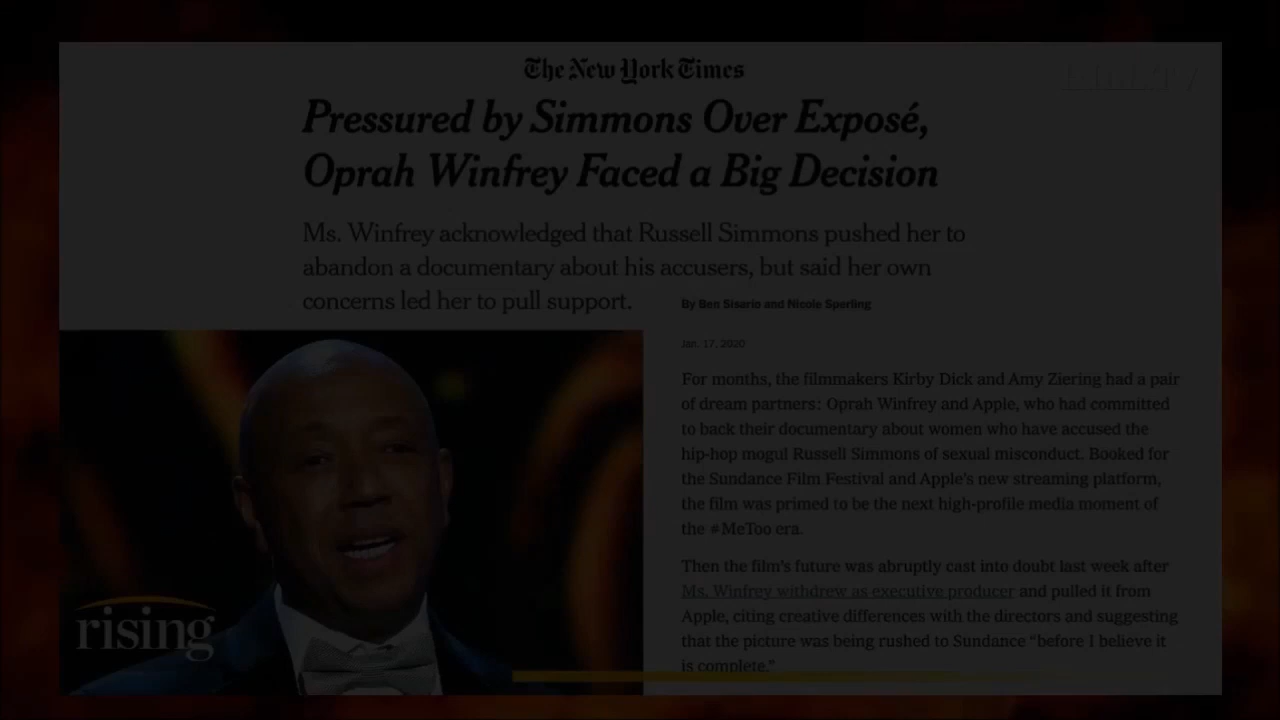 The New York Times
Pressured by Simmons Over Exposé,
Oprah Winfrey Faced a Big Decision
Ms. Winfrey acknowledged that Russell Simmons pushed her to
abandon a documentary about his accusers, but said her own
concerns led her to pull support.
By Ben Sisario and Nicole Sperling
Jan. 17, 2020
For months, the filmmakers Kirby Dick and Amy Ziering had a pair
of dream partners: Oprah Winfrey and Apple, who had committed
to back their documentary about women who have accused the
hip-hop mogul Russell Simmons of sexual misconduct. Booked for
the Sundance Film Festival and Apple's new streaming platform,
the film was primed to be the next high-profile media moment of
the #MeToo era.
Then the film's future was abruptly cast into doubt last week after
Ms. Winfrey withdrew as executive producer and pulled it from
Apple, citing creative differences with the directors and suggesting
that the picture was being rushed to Sundance “before I believe it
is complete.”
rising